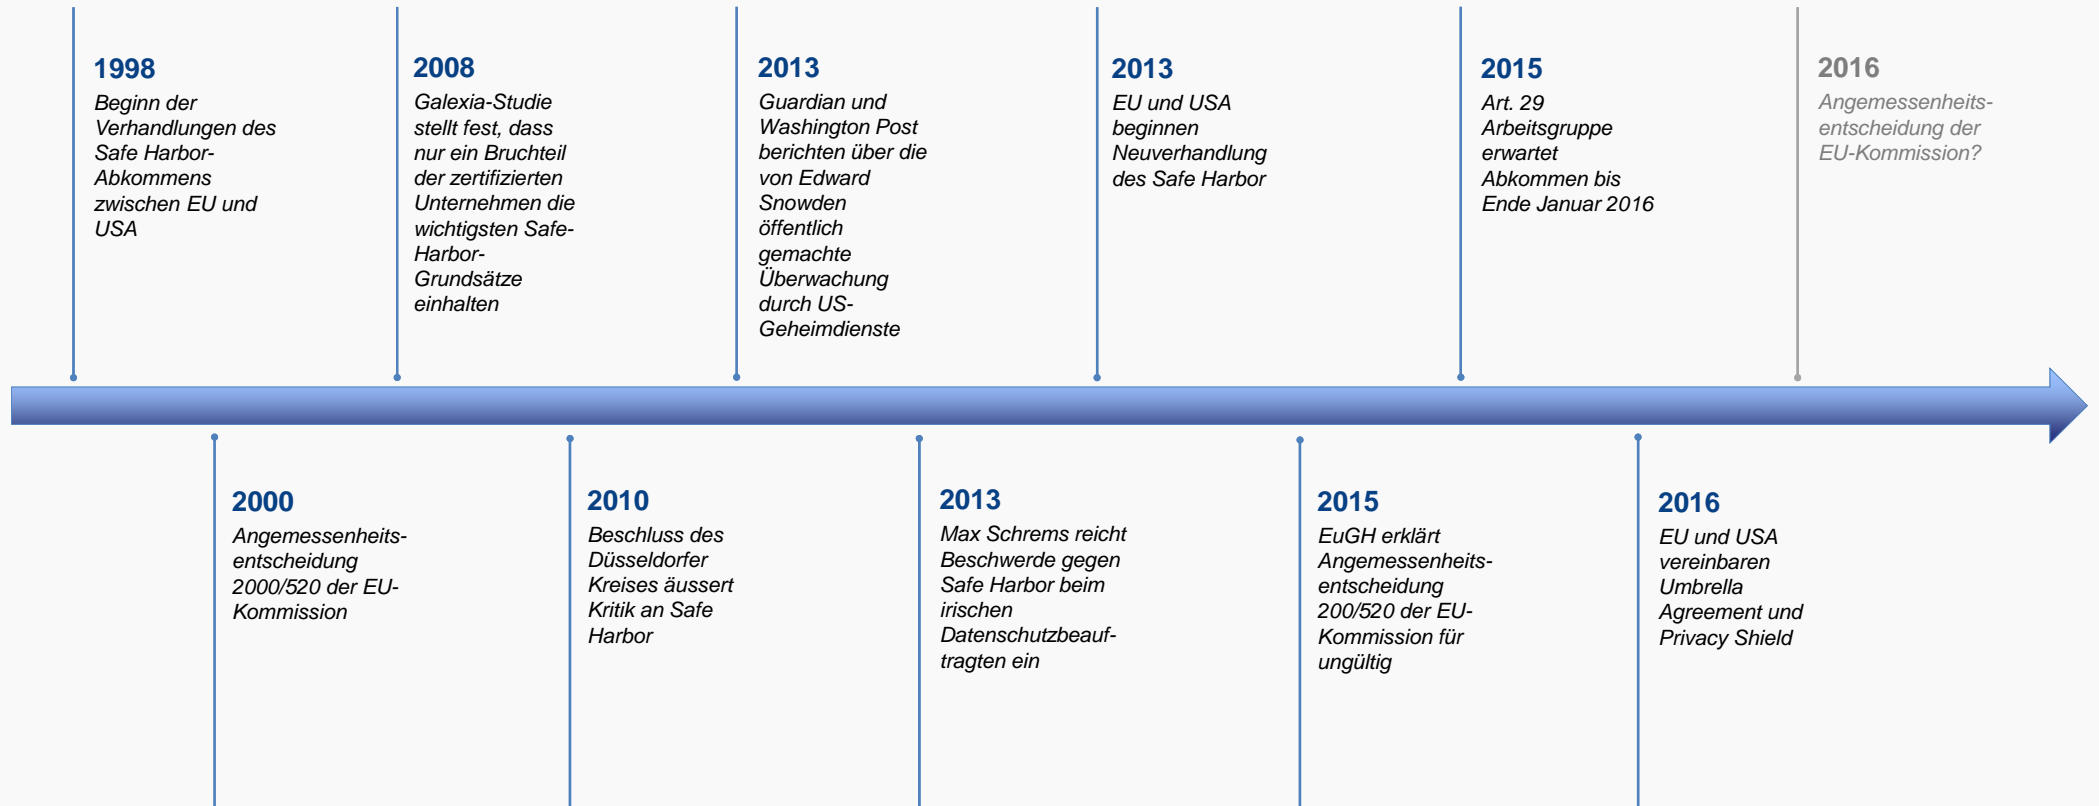 1998
Beginn der
Verhandlungen des
Safe Harbor-
Abkommens
zwischen EU und
USA
2008
Galexia-Studie
stellt fest, dass
nur ein Bruchteil
der zertifizierten
Unternehmen die
wichtigsten Safe-
Harbor-
Grundsätze
einhalten
2013
Guardian und
Washington Post
berichten über die
von Edward
Snowden
öffentlich
gemachte
Überwachung
durch US-
Geheimdienste
2013
EU und USA
beginnen
Neuverhandlung
des Safe Harbor
2015
Art. 29
Arbeitsgruppe
erwartet
Abkommen bis
Ende Januar 2016
2016
Angemessenheits-
entscheidung der
EU-Kommission?
2000
Angemessenheits-
entscheidung
2000/520 der EU-
Kommission
2010
Beschluss des
Düsseldorfer
Kreises äussert
Kritik an Safe
Harbor
2013
Max Schrems reicht
Beschwerde gegen
Safe Harbor beim
irischen
Datenschutzbeauf-
tragten ein
2015
EuGH erklärt
Angemessenheits-
entscheidung
200/520 der EU-
Kommission für
ungültig
2016
EU und USA
vereinbaren
Umbrella
Agreement und
Privacy Shield